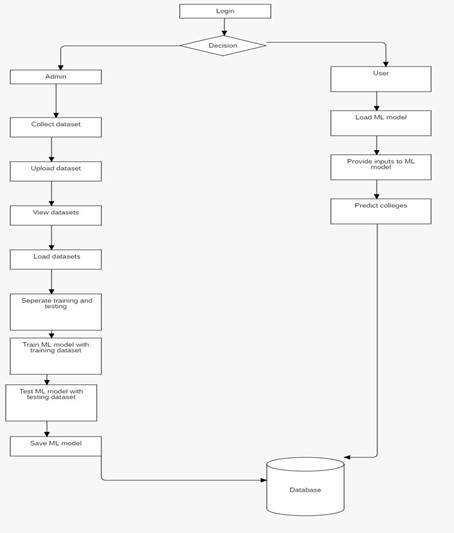 Login
Decision
Admin
User
Collect dataset
Load ML model
Upload dataset
Provide inputs to ML
model
View datasets
Predict colleges
Load datasets
Seperate training and
testing
Train ML model with
training dataset
Test ML model with
testing dataset
Save ML model
Database